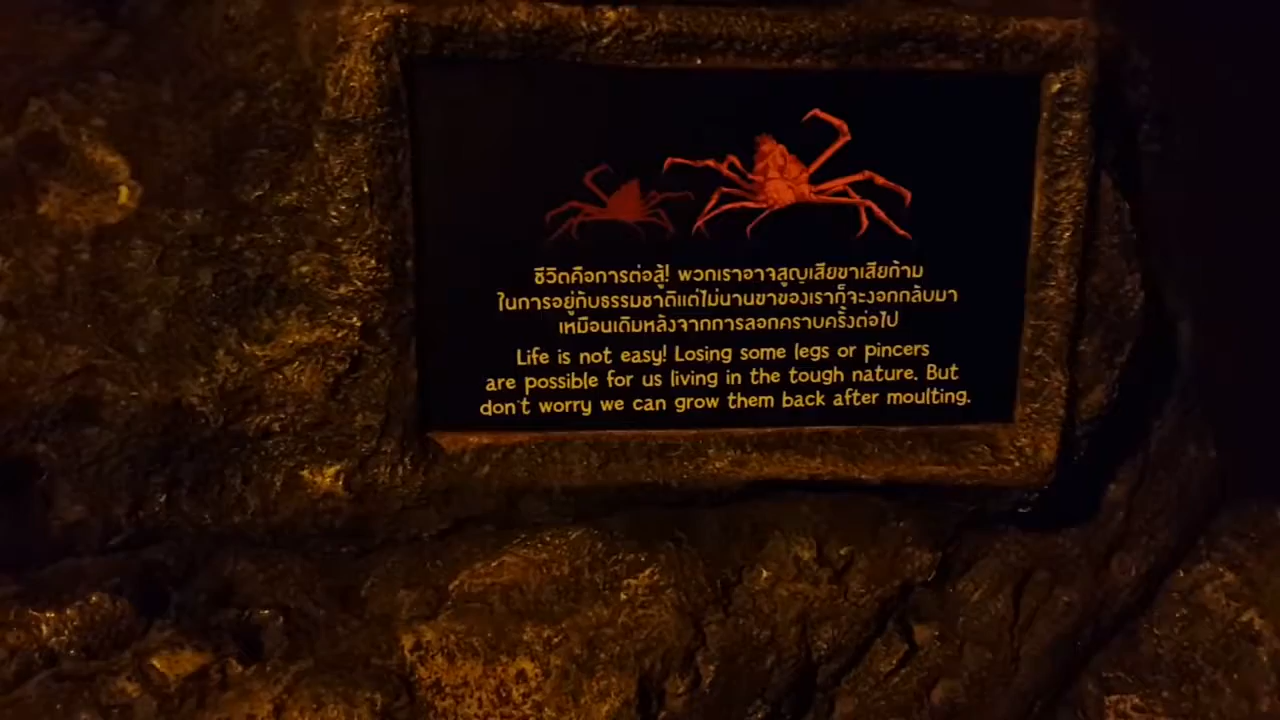 ชีวิตคือการต่อสู้! พวกเราอาจสูญเสียขาเสียก้าม
ในการอยู่กับธรรมชาติแต่ไม่นานขาของเราก็จะงอกกลับมา
เหมือนเดิมหลังจากการลอกคราบครั้งต่อไป
Life is not easy! Losing some legs or pincers
are possible for us living in the tough nature. But
don't worry we can grow them back after moulting.